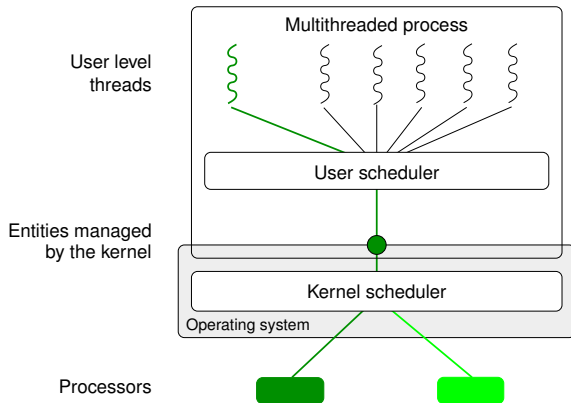 Multithreaded process
User level
threads
User scheduler
Entities managed
by the kernel
Kernel scheduler
Operating system
Processors